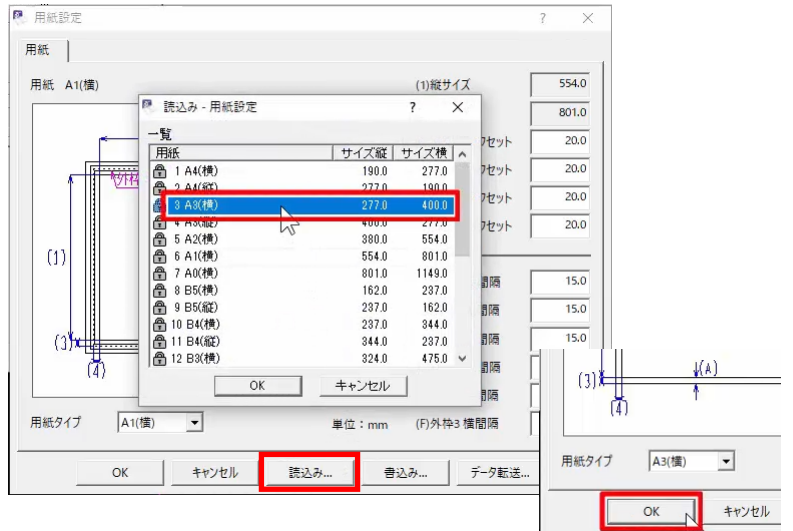 用紙設定 ? ×
用紙
用紙 A1(横)
(1)縦サイズ 554.0
801.0
フセット 20.0
フセット 20.0
フセット 20.0
フセット 20.0
間隔 15.0
間隔 15.0
間隔 15.0
間隔
間隔
(F)外枠3 横間隔
外枠
(1)
(3)
(4)
読込み - 用紙設定 ? ×
一覧
用紙 サイズ縦 サイズ横
1 A4(横) 190.0 277.0
2 A4(縦) 277.0 190.0
3 A3(横) 277.0 400.0
4 A3(縦) 400.0 277.0
5 A2(横) 380.0 554.0
6 A1(横) 554.0 801.0
7 A0(横) 801.0 1149.0
8 B5(横) 162.0 237.0
9 B5(縦) 237.0 162.0
10 B4(横) 237.0 344.0
11 B4(縦) 344.0 237.0
12 B3(横) 324.0 475.0
OK キャンセル
用紙タイプ A1(横)
単位：mm
OK キャンセル 読込み... 書込み... データ転送...
(3)
(4)
(A)
用紙タイプ A3(横)
OK キャンセル